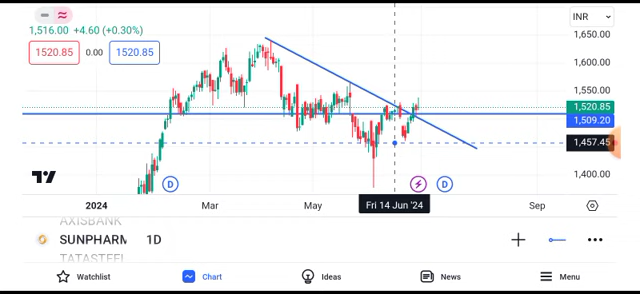 INR
1,516.00 +4.60 (+0.30%)
1520.85 0.00 1520.85
1,650.00
1,600.00
1,550.00
1,520.85
1,509.20
1,457.45
1,400.00
D D
2024 Mar May Fri 14 Jun '24 Sep
AXISBANK
SUNPHARM 1D
TATASTEEL
Watchlist Chart Ideas News Menu